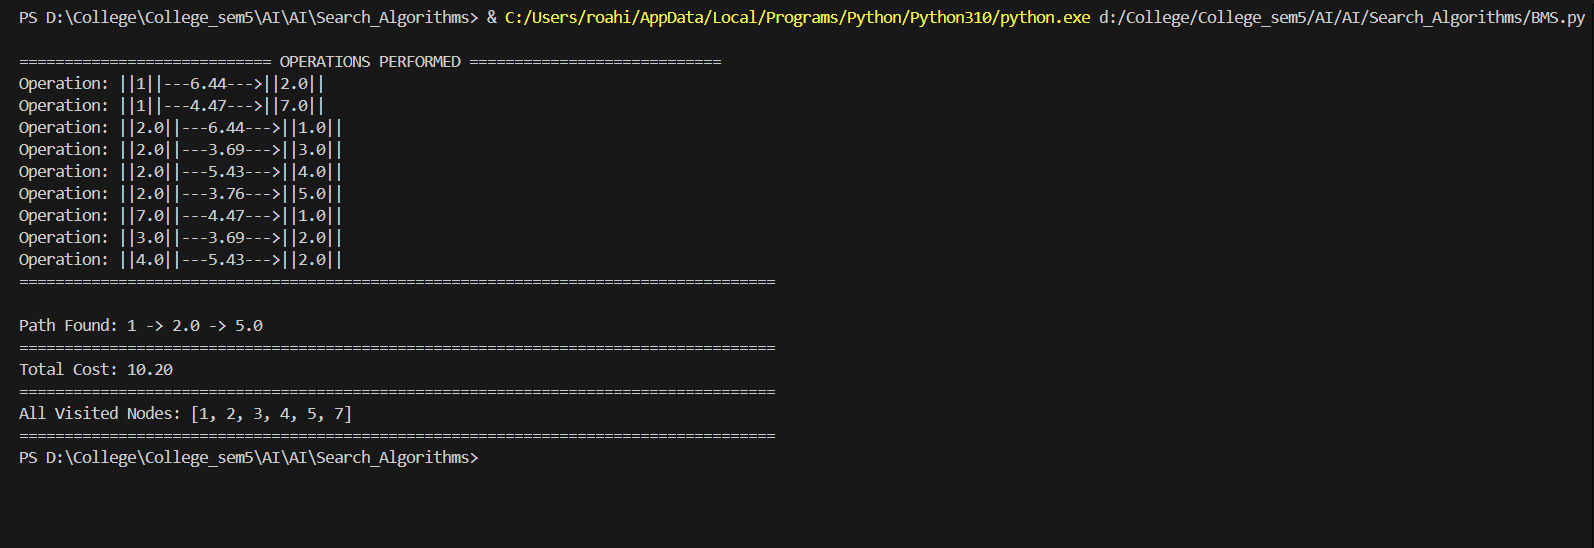 PS D:\College\College_sem5\AI\AI\Search_Algorithms> & C:/Users/roahi/AppData/Local/Programs/Python/Python310/python.exe d:/College/College_sem5/AI/AI/Search_Algorithms/BMS.py
============================ OPERATIONS PERFORMED ============================
Operation: ||1||---6.44--->||2.0||
Operation: ||1||---4.47--->||7.0||
Operation: ||2.0||---6.44--->||1.0||
Operation: ||2.0||---3.69--->||3.0||
Operation: ||2.0||---5.43--->||4.0||
Operation: ||2.0||---3.76--->||5.0||
Operation: ||7.0||---4.47--->||1.0||
Operation: ||3.0||---3.69--->||2.0||
Operation: ||4.0||---5.43--->||2.0||
====================================================================================
Path Found: 1 -> 2.0 -> 5.0
====================================================================================
Total Cost: 10.20
====================================================================================
All Visited Nodes: [1, 2, 3, 4, 5, 7]
====================================================================================
PS D:\College\College_sem5\AI\AI\Search_Algorithms>